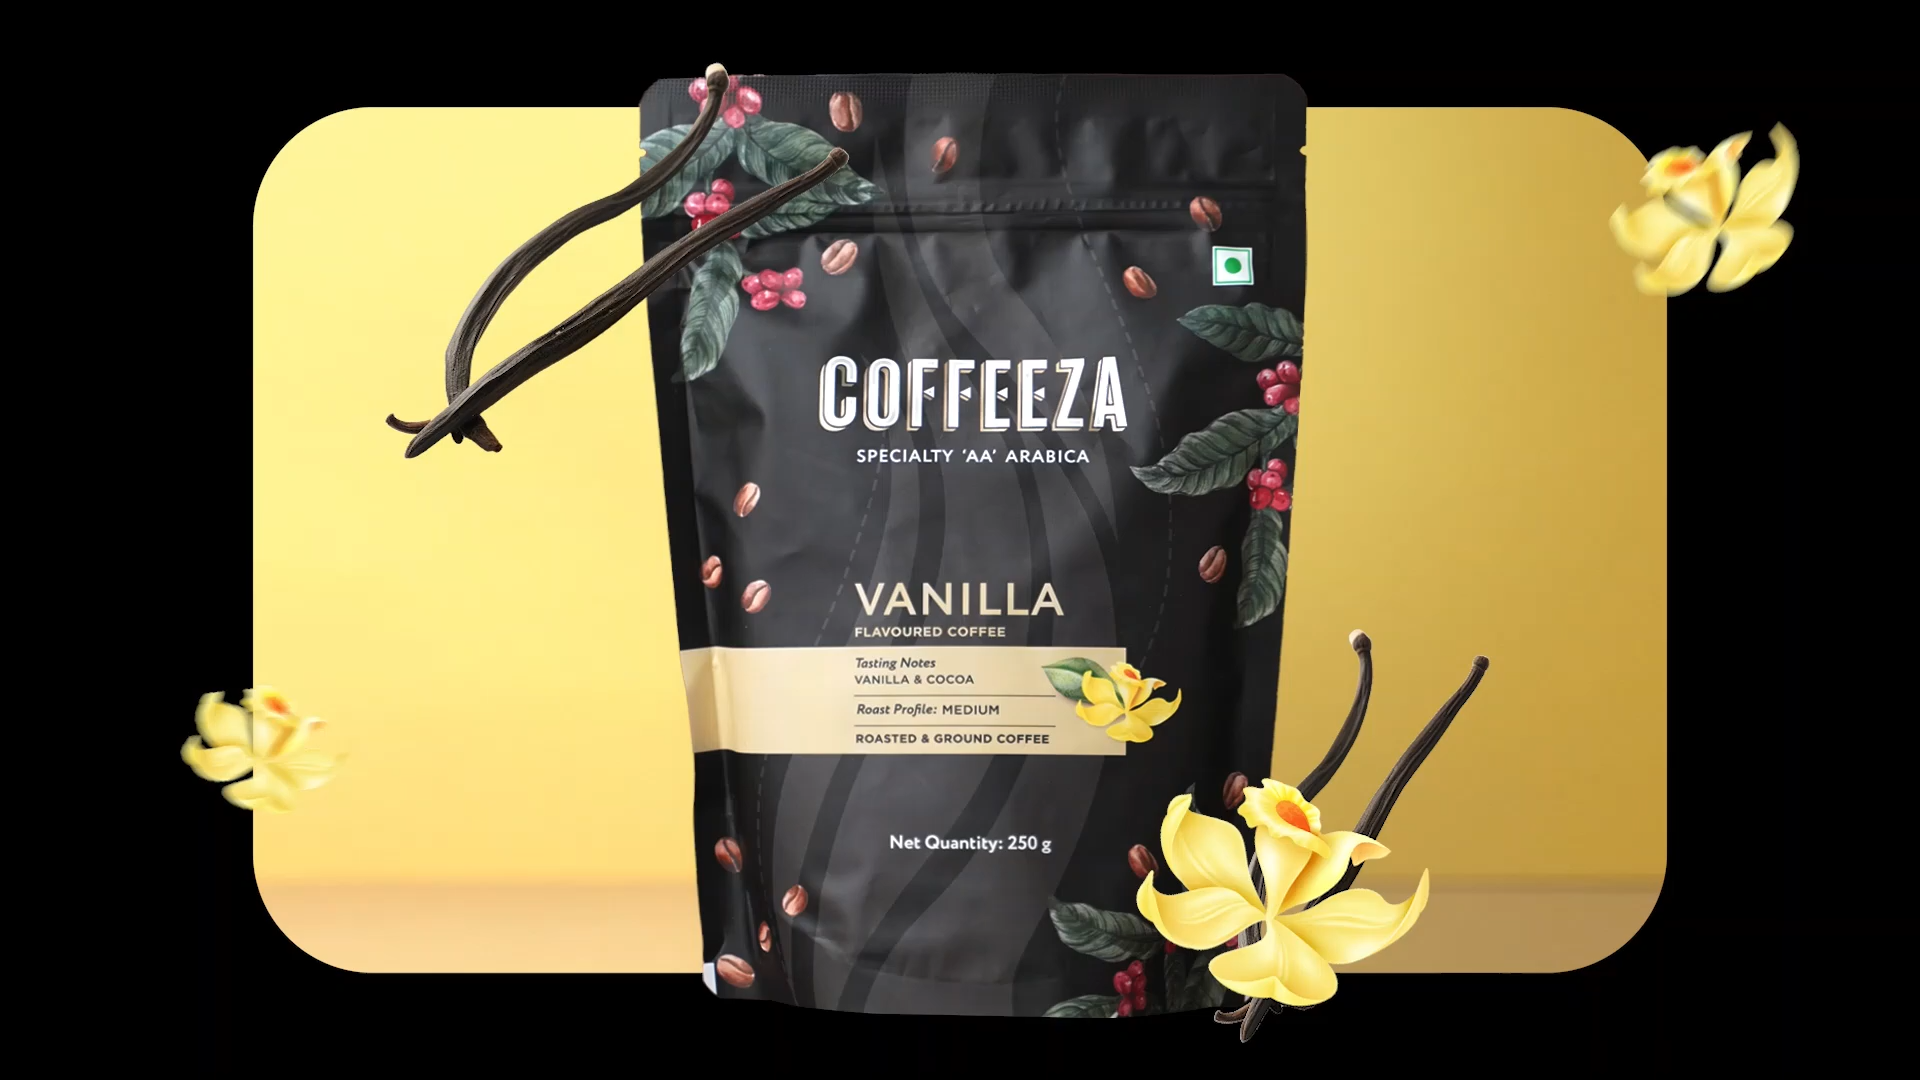 COFFEEZA
SPECIALTY ‘AA’ ARABICA
VANILLA
FLAVOURED COFFEE
Tasting Notes
VANILLA & COCOA
Roast Profile: MEDIUM
ROASTED & GROUND COFFEE
Net Quantity: 250 g